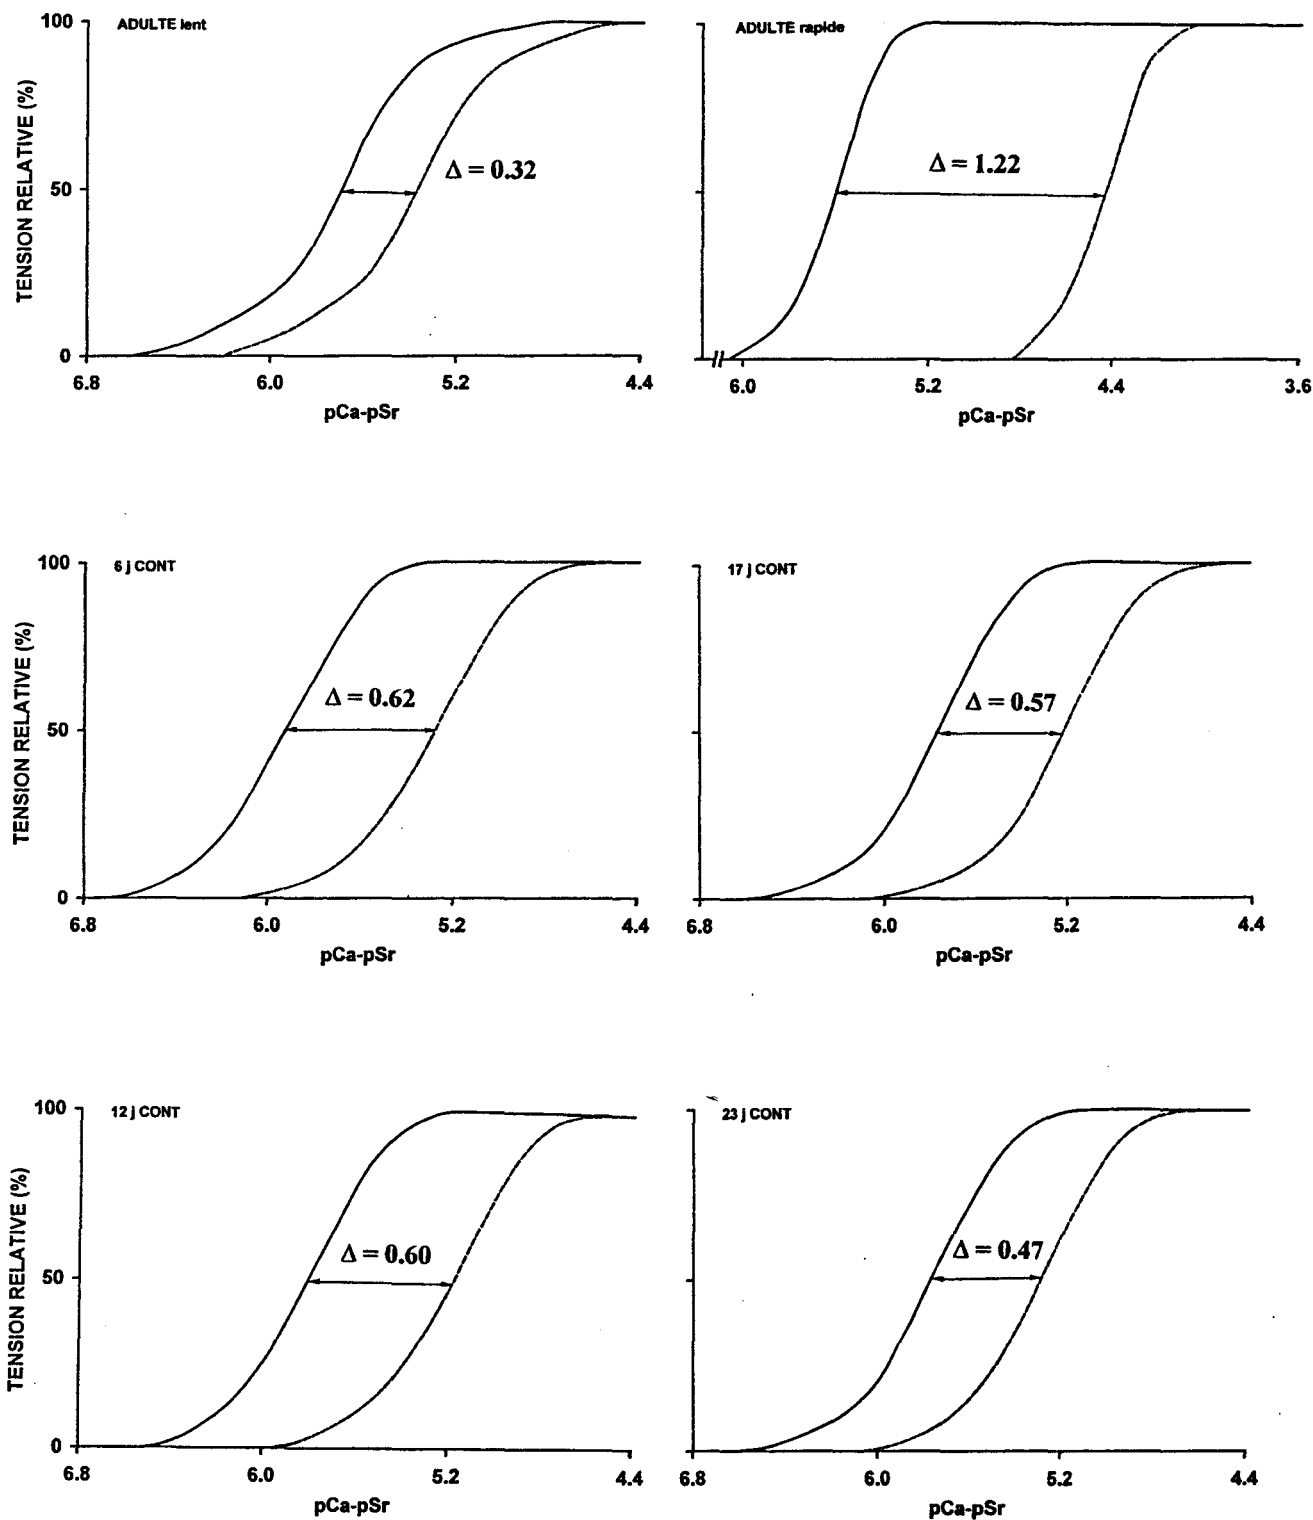 ADULTE lent
TENSION RELATIVE (%)
100
50
0
Δ = 0.32
6.8 6.0 5.2 4.4
pCa-pSr
ADULTE rapide
Δ = 1.22
6.0 5.2 4.4 3.6
pCa-pSr
6 j CONT
TENSION RELATIVE (%)
100
50
0
Δ = 0.62
6.8 6.0 5.2 4.4
pCa-pSr
17 j CONT
Δ = 0.57
6.8 6.0 5.2 4.4
pCa-pSr
12 j CONT
TENSION RELATIVE (%)
100
50
0
Δ = 0.60
6.8 6.0 5.2 4.4
pCa-pSr
23 j CONT
Δ = 0.47
6.8 6.0 5.2 4.4
pCa-pSr